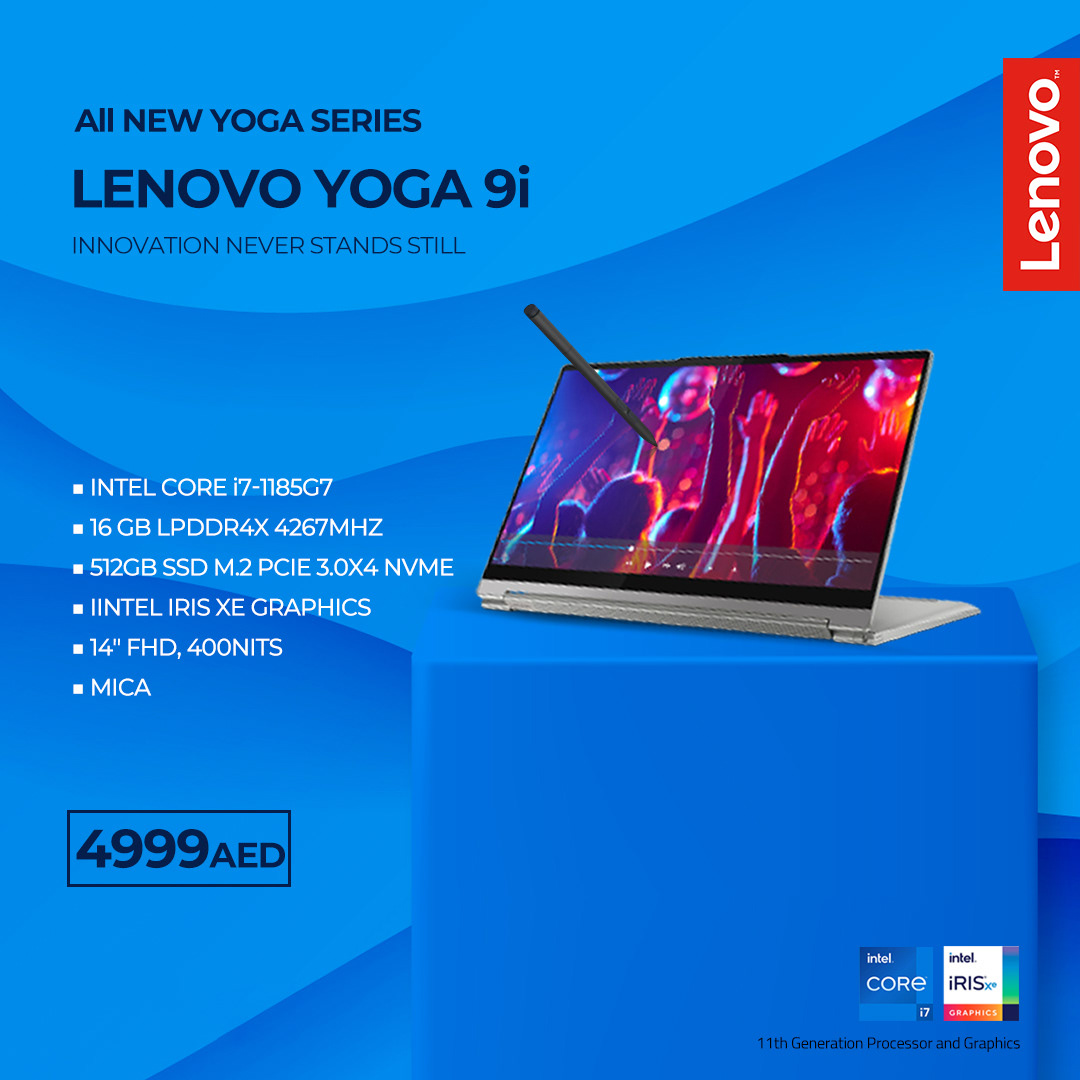 All NEW YOGA SERIES
LENOVO YOGA 9i
INNOVATION NEVER STANDS STILL
Lenovo™
▪ INTEL CORE i7-1185G7
▪ 16 GB LPDDR4X 4267MHZ
▪ 512GB SSD M.2 PCIE 3.0X4 NVME
▪ IINTEL IRIS XE GRAPHICS
▪ 14" FHD, 400NITS
▪ MICA
4999AED
intel.
CORE
i7
intel.
iRISxe
GRAPHICS
11th Generation Processor and Graphics